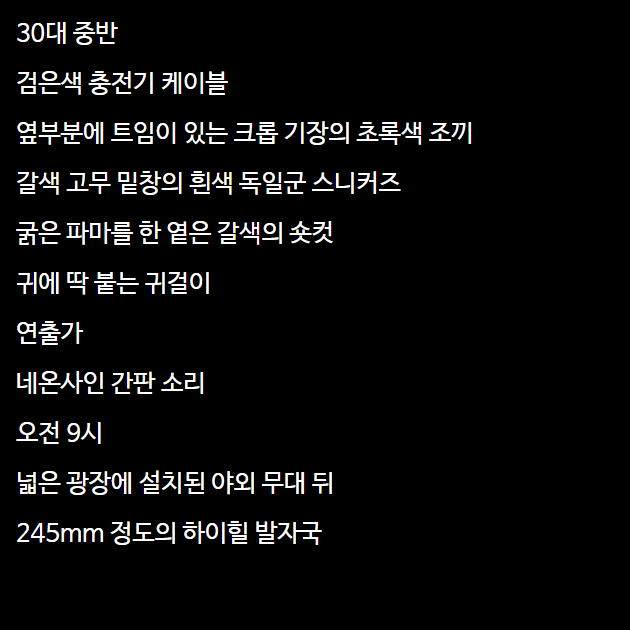 30대 중반
검은색 충전기 케이블
옆부분에 트임이 있는 크롭 기장의 초록색 조끼
갈색 고무 밑창의 흰색 독일군 스니커즈
굵은 파마를 한 옅은 갈색의 숏컷
귀에 딱 붙는 귀걸이
연출가
네온사인 간판 소리
오전 9시
넓은 광장에 설치된 야외 무대 뒤
245mm 정도의 하이힐 발자국